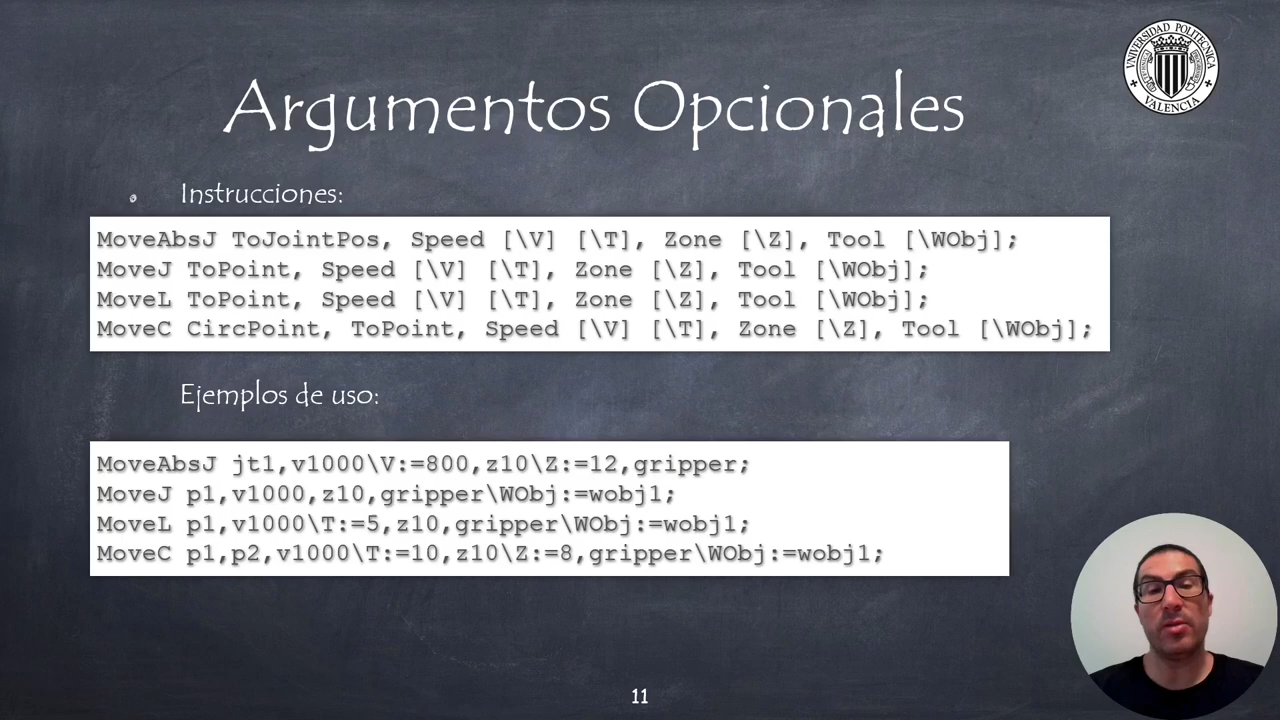 UNIVERSIDAD POLITECNICA
VALENCIA
Argumentos Opcionales
Instrucciones:
MoveAbsJ ToJointPos, Speed [\V] [\T], Zone [\Z], Tool [\WObj];
MoveJ ToPoint, Speed [\V] [\T], Zone [\Z], Tool [\WObj];
MoveL ToPoint, Speed [\V] [\T], Zone [\Z], Tool [\WObj];
MoveC CircPoint, ToPoint, Speed [\V] [\T], Zone [\Z], Tool [\WObj];
Ejemplos de uso:
MoveAbsJ jt1,v1000\V:=800,z10\Z:=12,gripper;
MoveJ p1,v1000,z10,gripper\WObj:=wobj1;
MoveL p1,v1000\T:=5,z10,gripper\WObj:=wobj1;
MoveC p1,p2,v1000\T:=10,z10\Z:=8,gripper\WObj:=wobj1;
11